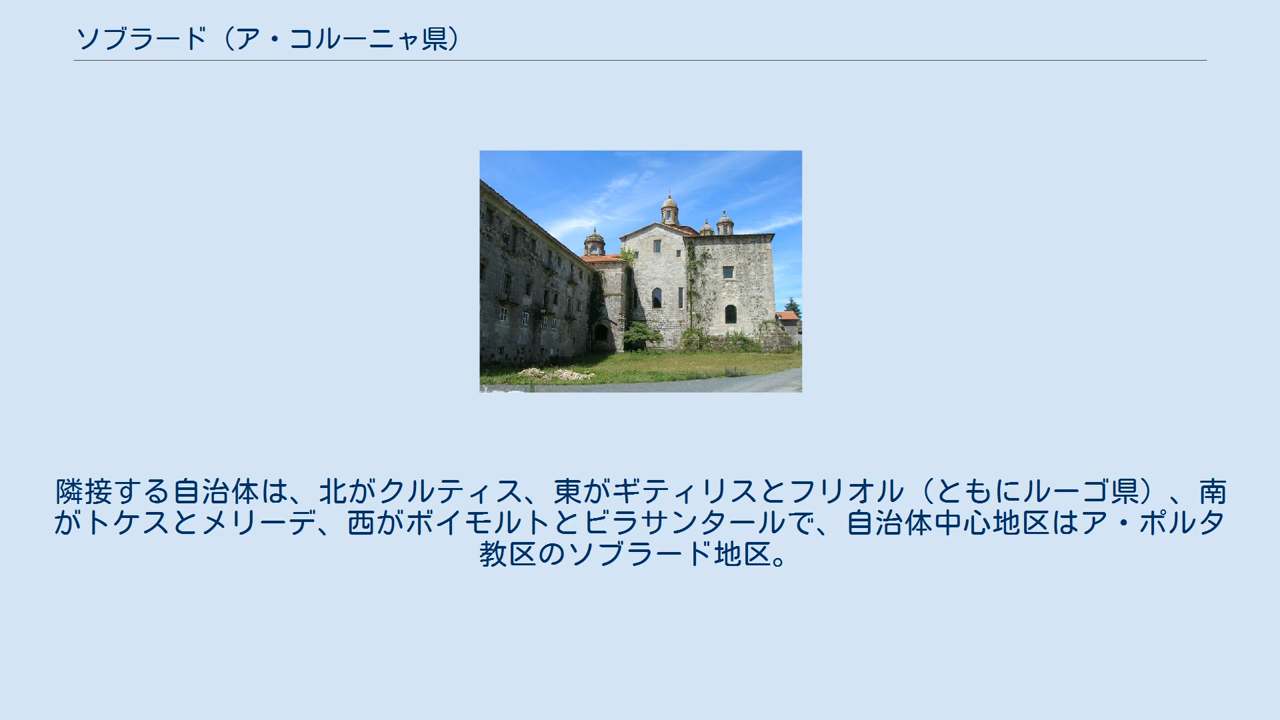 ソブラード（ア・コルーニャ県）
隣接する自治体は、北がクルティス、東がギティリスとフリオル（ともにルーゴ県）、南
がトケスとメリーデ、西がボイモルトとビラサンタールで、自治体中心地区はア・ポルタ
教区のソブラード地区。